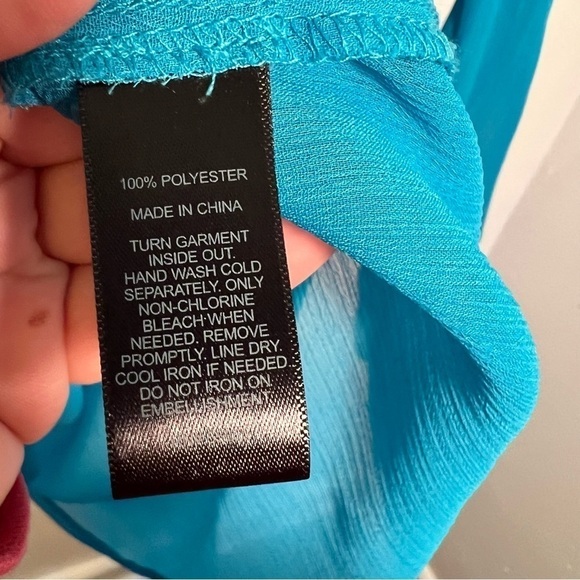 100% POLYESTER
MADE IN CHINA
TURN GARMENT
INSIDE OUT.
HAND WASH COLD
SEPARATELY. ONLY
NON-CHLORINE
BLEACH WHEN
NEEDED. REMOVE
PROMPTLY. LINE DRY.
COOL IRON IF NEEDED.
DO NOT IRON ON
EMBELLISHMENT